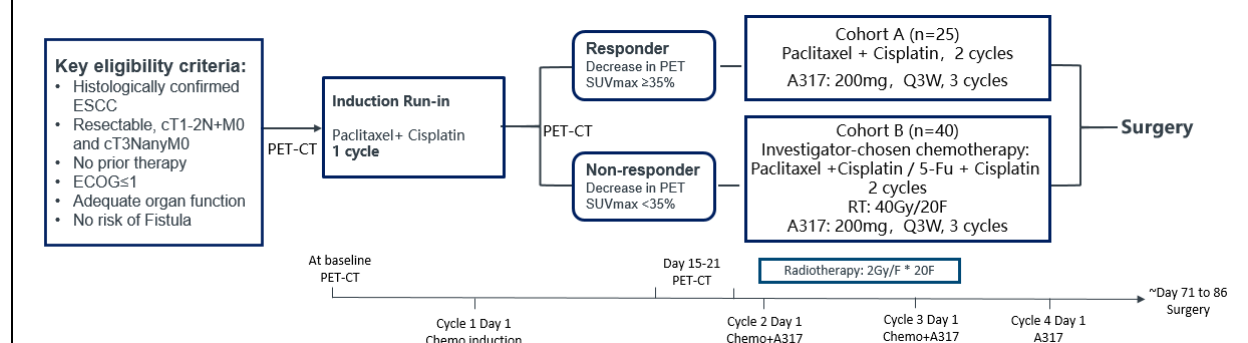 Key eligibility criteria:
• Histologically confirmed
ESCC
• Resectable, cT1-2N+M0
and cT3NanyM0
• No prior therapy
• ECOG≤1
• Adequate organ function
• No risk of Fistula
PET-CT
Induction Run-in
Paclitaxel+ Cisplatin
1 cycle
PET-CT
Responder
Decrease in PET
SUVmax ≥35%
Non-responder
Decrease in PET
SUVmax <35%
Cohort A (n=25)
Paclitaxel + Cisplatin, 2 cycles
A317: 200mg, Q3W, 3 cycles
Cohort B (n=40)
Investigator-chosen chemotherapy:
Paclitaxel +Cisplatin / 5-Fu + Cisplatin
2 cycles
RT: 40Gy/20F
A317: 200mg, Q3W, 3 cycles
Surgery
At baseline
PET-CT
Day 15-21
PET-CT
Radiotherapy: 2Gy/F * 20F
Cycle 1 Day 1
Chemo induction
Cycle 2 Day 1
Chemo+A317
Cycle 3 Day 1
Chemo+A317
Cycle 4 Day 1
A317
~Day 71 to 86
Surgery